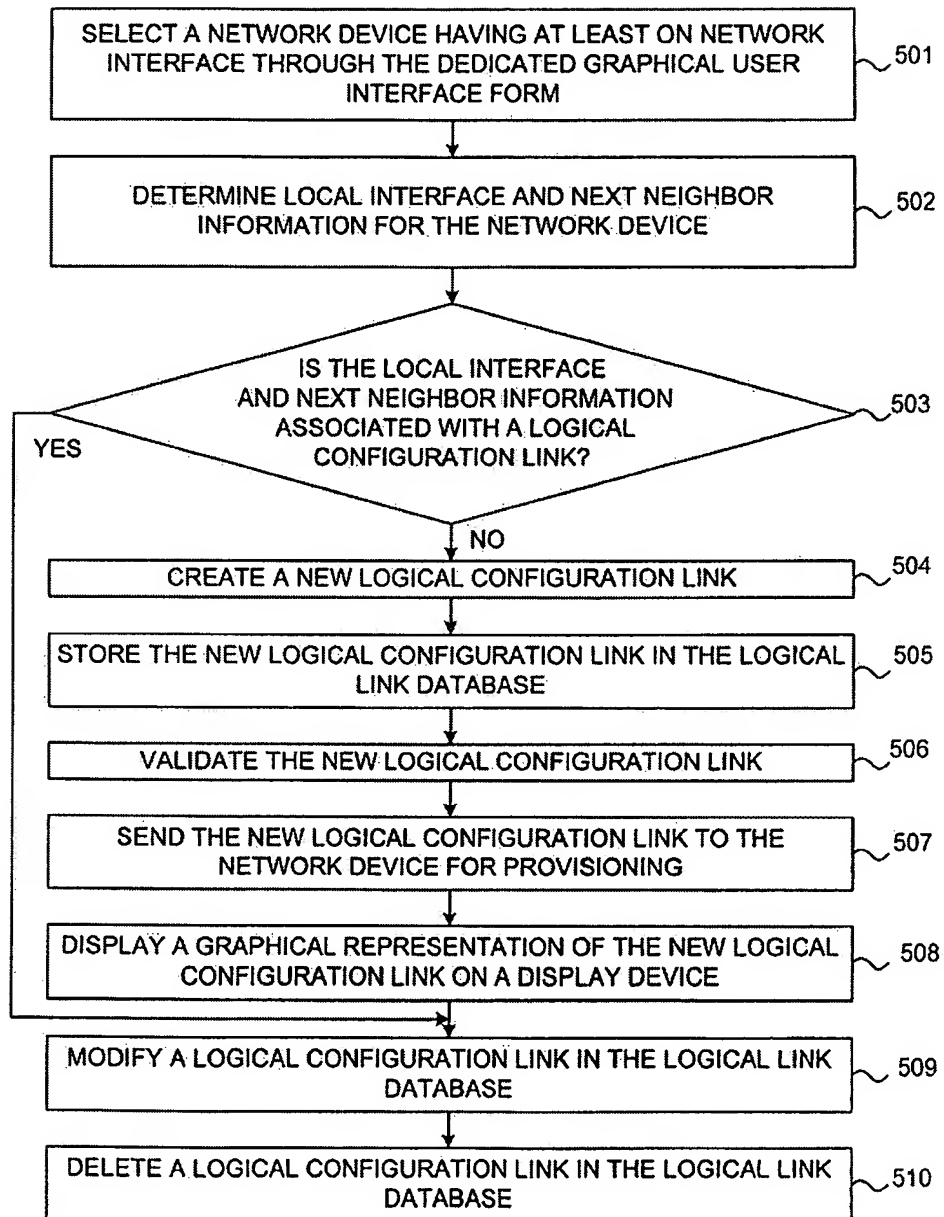 SELECT A NETWORK DEVICE HAVING AT LEAST ON NETWORK
INTERFACE THROUGH THE DEDICATED GRAPHICAL USER
INTERFACE FORM
501
DETERMINE LOCAL INTERFACE AND NEXT NEIGHBOR
INFORMATION FOR THE NETWORK DEVICE
502
IS THE LOCAL INTERFACE
AND NEXT NEIGHBOR INFORMATION
ASSOCIATED WITH A LOGICAL
CONFIGURATION LINK?
503
YES
NO
CREATE A NEW LOGICAL CONFIGURATION LINK
504
STORE THE NEW LOGICAL CONFIGURATION LINK IN THE LOGICAL
LINK DATABASE
505
VALIDATE THE NEW LOGICAL CONFIGURATION LINK
506
SEND THE NEW LOGICAL CONFIGURATION LINK TO THE
NETWORK DEVICE FOR PROVISIONING
507
DISPLAY A GRAPHICAL REPRESENTATION OF THE NEW LOGICAL
CONFIGURATION LINK ON A DISPLAY DEVICE
508
MODIFY A LOGICAL CONFIGURATION LINK IN THE LOGICAL LINK
DATABASE
509
DELETE A LOGICAL CONFIGURATION LINK IN THE LOGICAL LINK
DATABASE
510